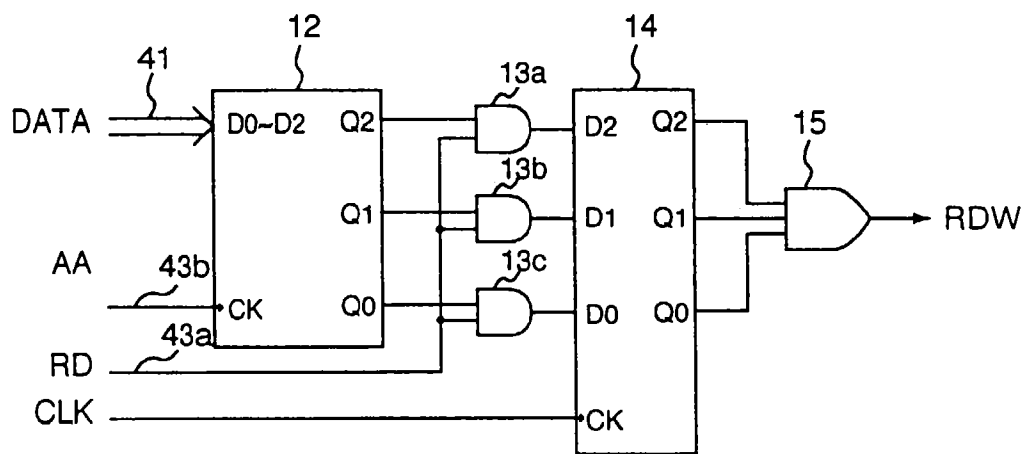 12
14
41
13a
DATA
D0~D2
Q2
D2
Q2
15
13b
Q1
D1
Q1
RDW
AA
43b
13c
CK
Q0
D0
Q0
43a
RD
CLK
CK